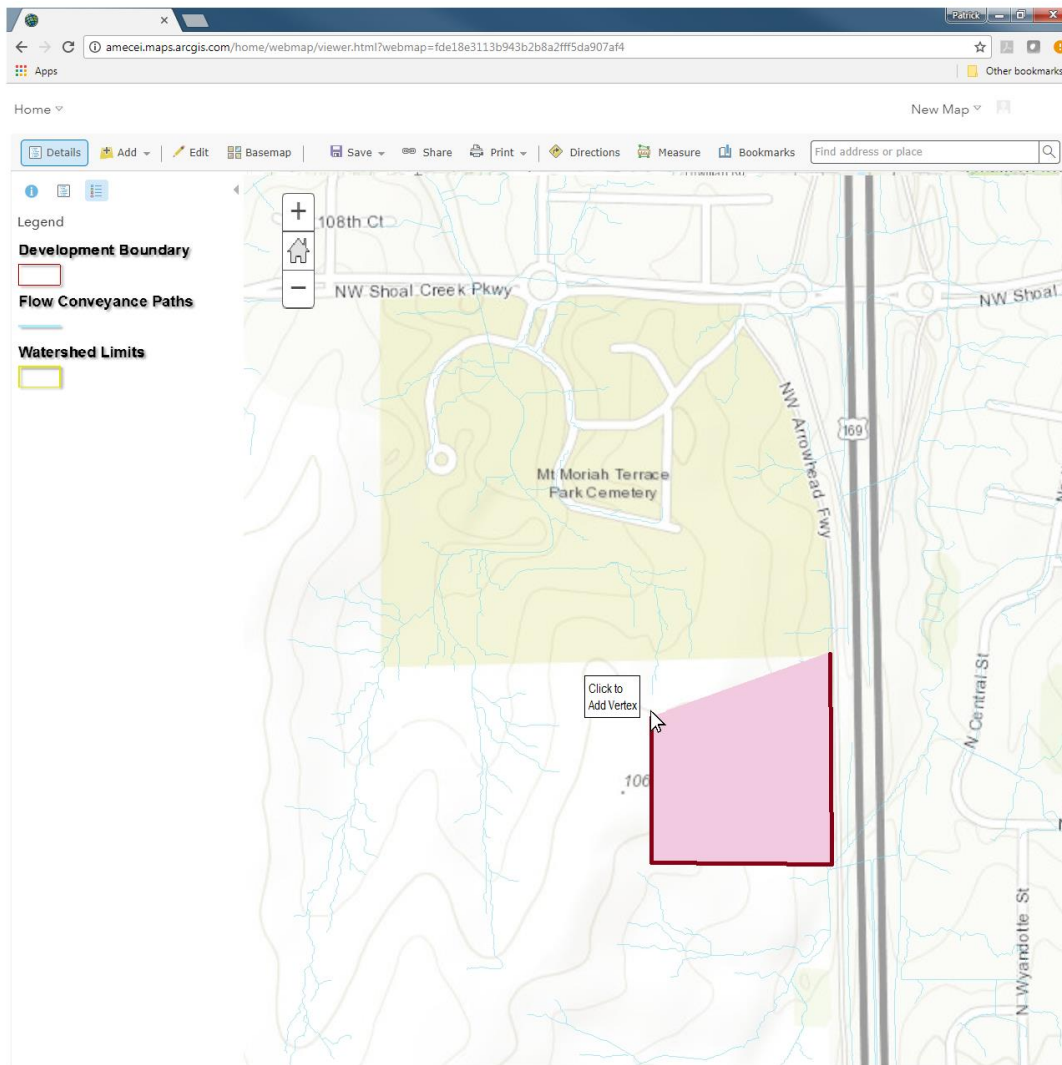 Patrick
amecei.maps.arcgis.com/home/webmap/viewer.html?webmap=fde18e3113b943b2b8a2fff5da907af4
Apps
Other bookmarks
Home
New Map
Details
Add
Edit
Basemap
Save
Share
Print
Directions
Measure
Bookmarks
Find address or place
Legend
Development Boundary
Flow Conveyance Paths
Watershed Limits
108th Ct
NW Shoal Creek Pkwy
NW Shoal
NW Arrowhead Fwy
169
Mt Moriah Terrace
Park Cemetery
Click to
Add Vertex
106
N Central St
N Wyandotte St